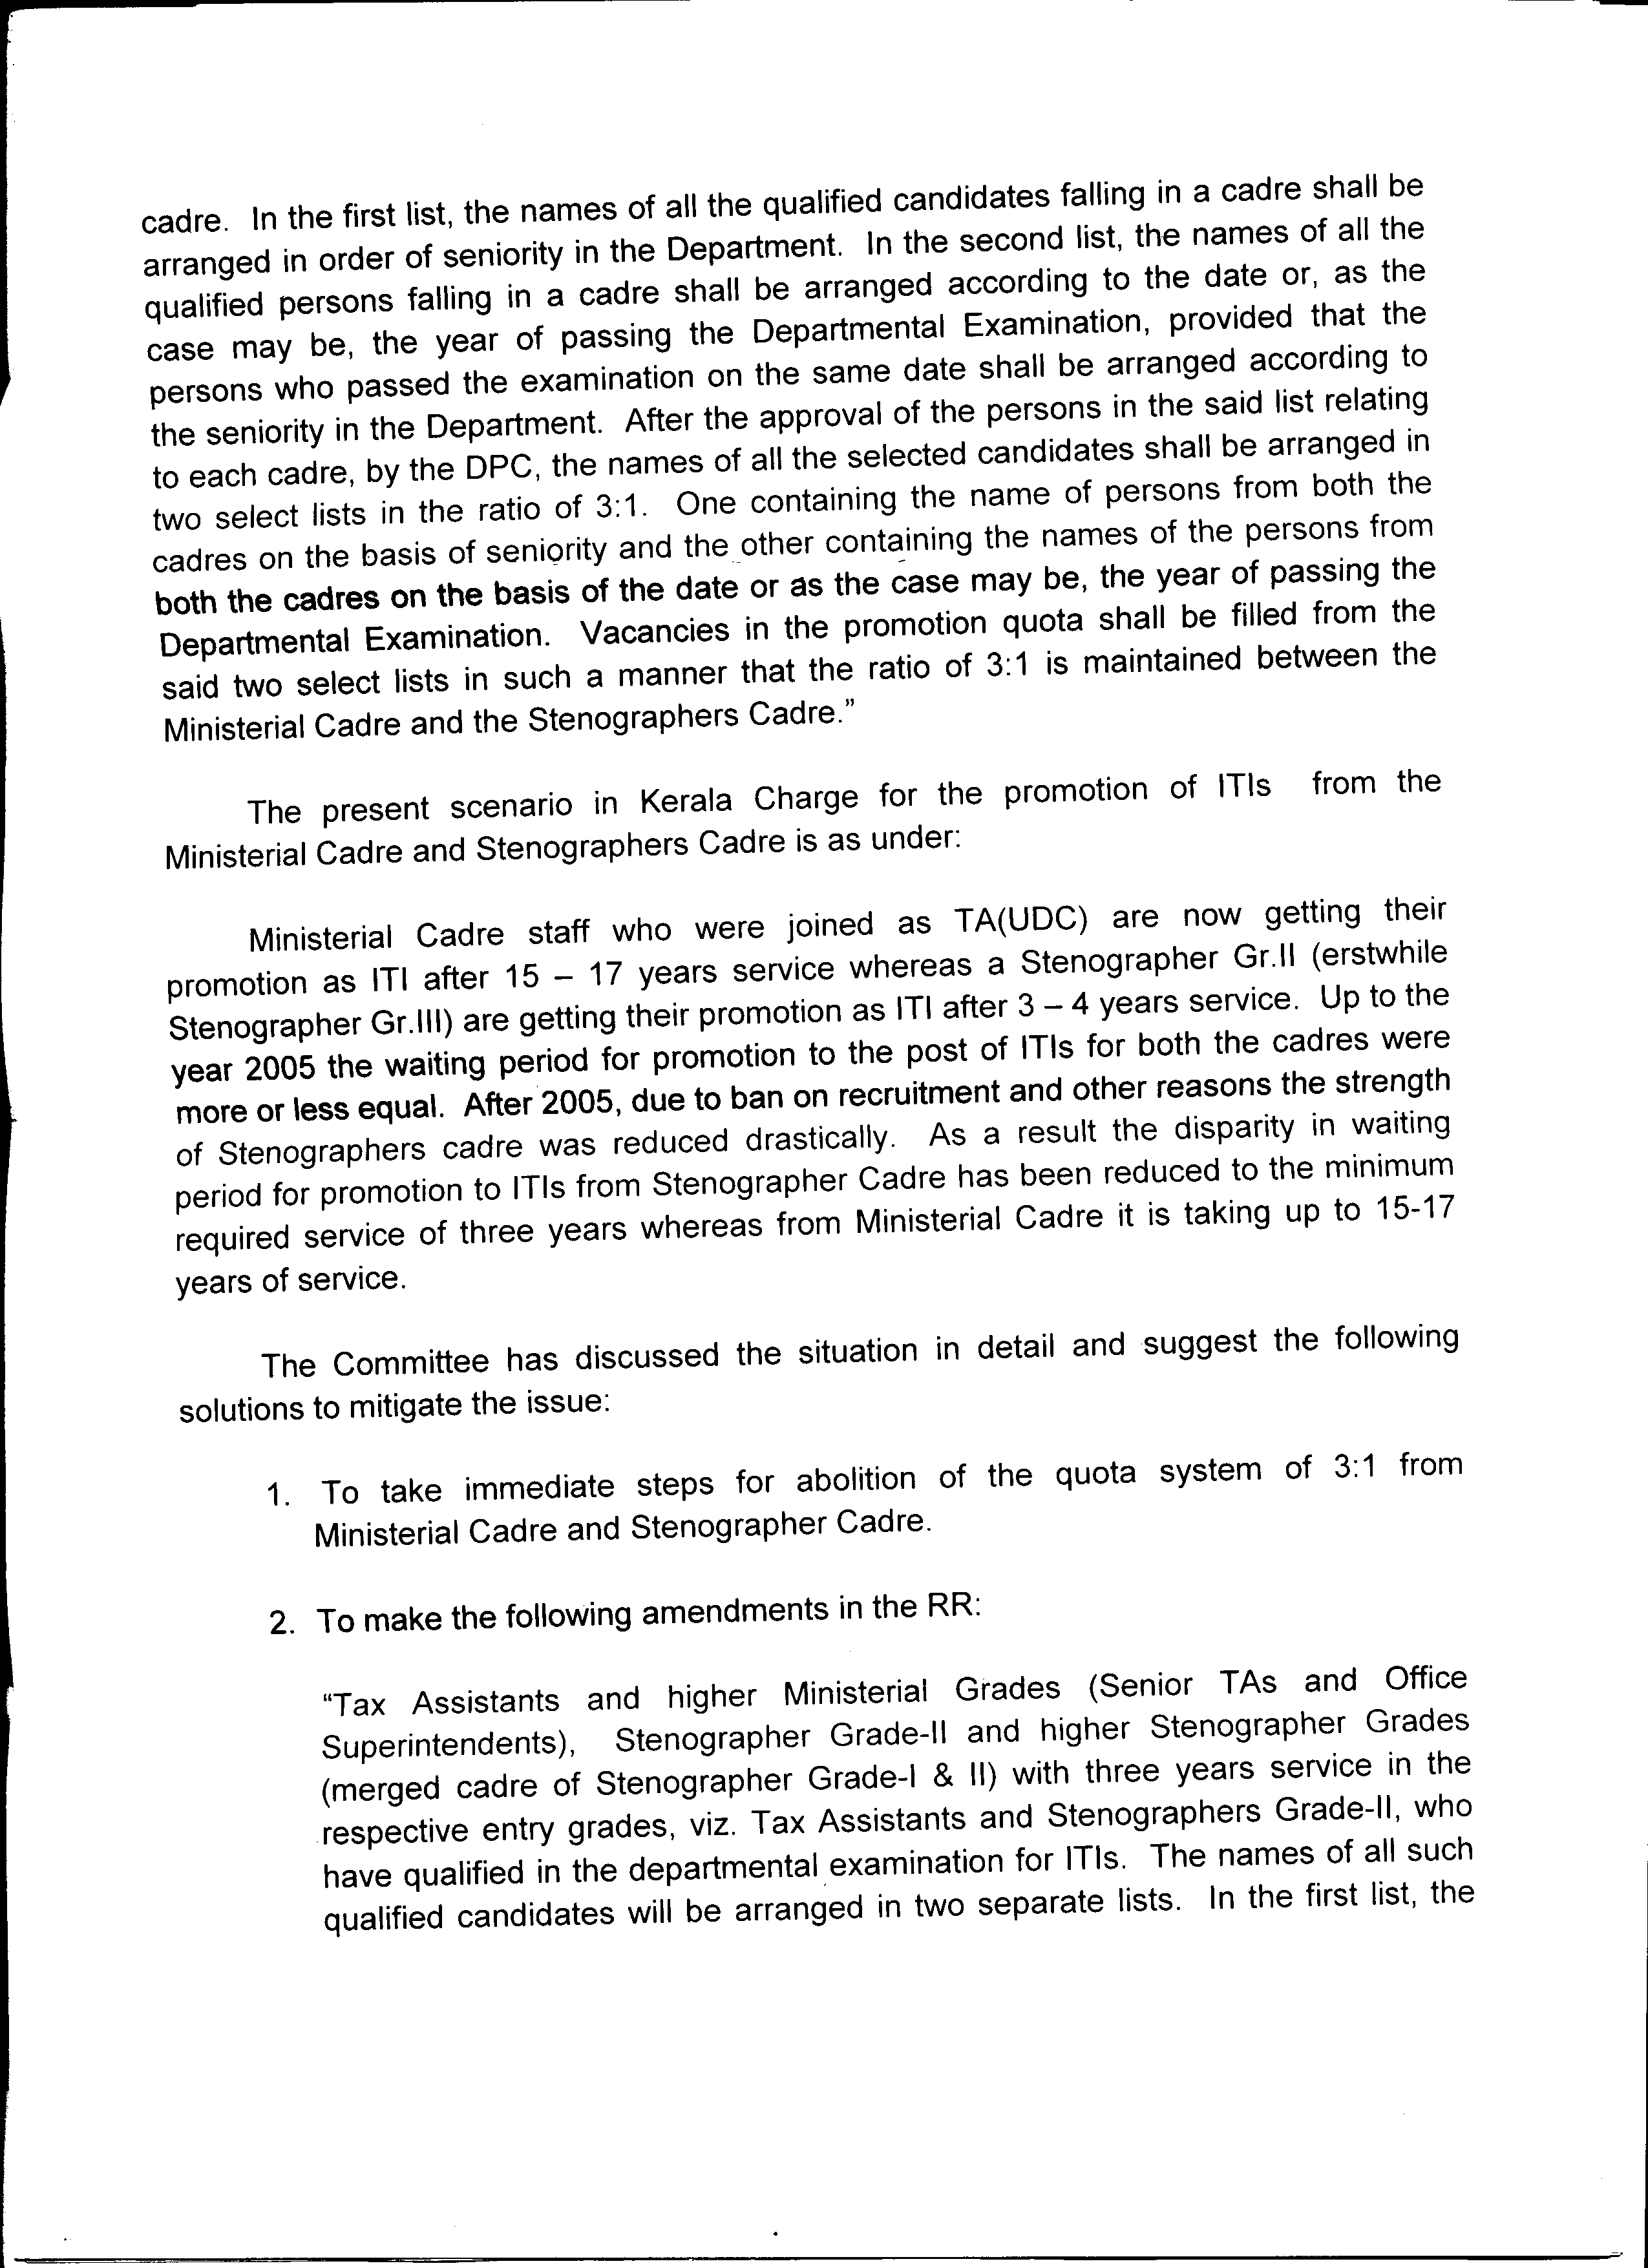 cadre. In the first list, the names of all the qualified candidates falling in a cadre shall be
arranged in order of seniority in the Department. In the second list, the names of all the
qualified persons falling in a cadre shall be arranged according to the date or, as the
case may be, the year of passing the Departmental Examination, provided that the
persons who passed the examination on the same date shall be arranged according to
the seniority in the Department. After the approval of the persons in the said list relating
to each cadre, by the DPC, the names of all the selected candidates shall be arranged in
two select lists in the ratio of 3:1. One containing the name of persons from both the
cadres on the basis of seniority and the other containing the names of the persons from
both the cadres on the basis of the date or as the case may be, the year of passing the
Departmental Examination. Vacancies in the promotion quota shall be filled from the
said two select lists in such a manner that the ratio of 3:1 is maintained between the
Ministerial Cadre and the Stenographers Cadre.”
The present scenario in Kerala Charge for the promotion of ITIs from the
Ministerial Cadre and Stenographers Cadre is as under:
Ministerial Cadre staff who were joined as TA(UDC) are now getting their
promotion as ITI after 15 – 17 years service whereas a Stenographer Gr.II (erstwhile
Stenographer Gr.III) are getting their promotion as ITI after 3 – 4 years service. Up to the
year 2005 the waiting period for promotion to the post of ITIs for both the cadres were
more or less equal. After 2005, due to ban on recruitment and other reasons the strength
of Stenographers cadre was reduced drastically. As a result the disparity in waiting
period for promotion to ITIs from Stenographer Cadre has been reduced to the minimum
required service of three years whereas from Ministerial Cadre it is taking up to 15-17
years of service.
The Committee has discussed the situation in detail and suggest the following
solutions to mitigate the issue:
1. To take immediate steps for abolition of the quota system of 3:1 from
Ministerial Cadre and Stenographer Cadre.
2. To make the following amendments in the RR:
“Tax Assistants and higher Ministerial Grades (Senior TAs and Office
Superintendents), Stenographer Grade-II and higher Stenographer Grades
(merged cadre of Stenographer Grade-I & II) with three years service in the
respective entry grades, viz. Tax Assistants and Stenographers Grade-II, who
have qualified in the departmental examination for ITIs. The names of all such
qualified candidates will be arranged in two separate lists. In the first list, the